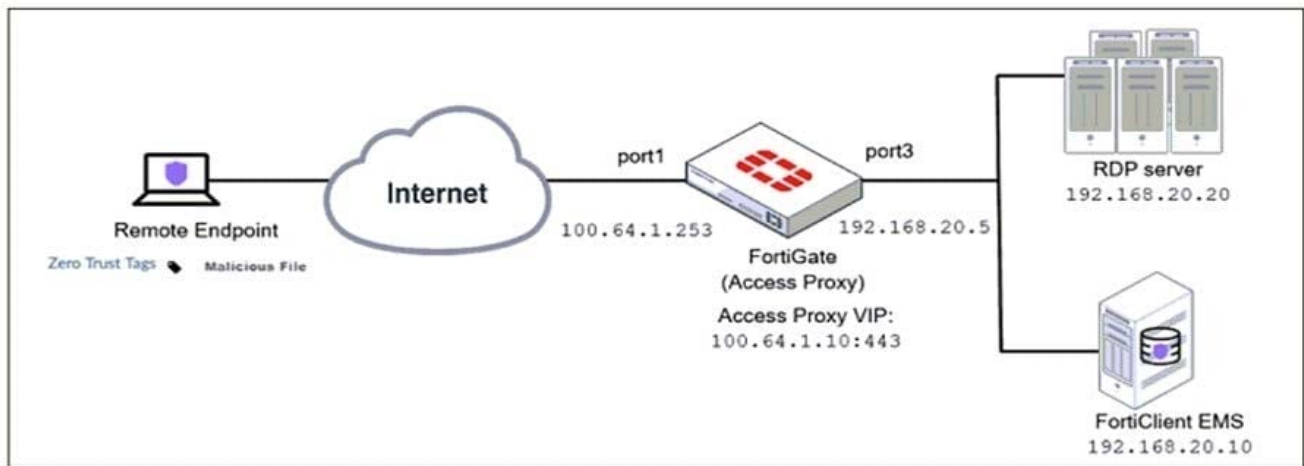 Remote Endpoint
Zero Trust Tags Malicious File
Internet
port1
100.64.1.253
port3
192.168.20.5
FortiGate
(Access Proxy)
Access Proxy VIP:
100.64.1.10:443
RDP server
192.168.20.20
FortiClient EMS
192.168.20.10